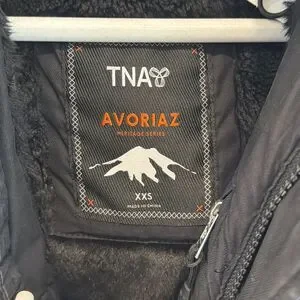 TNA
AVORIAZ
HERITAGE SERIES
XXS
MADE IN CHINA